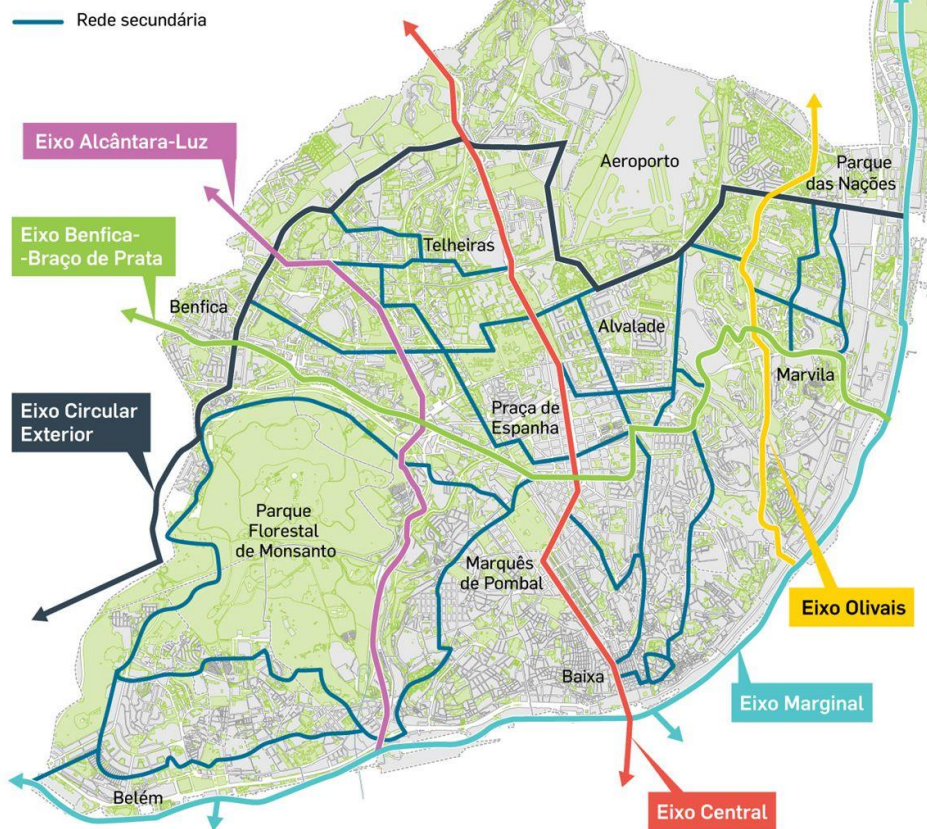 Rede secundária
Eixo Alcântara-Luz
Aeroporto
Parque
das Nações
Eixo Benfica-
-Braço de Prata
Telheiras
Benfica
Alvalade
Marvila
Eixo Circular
Exterior
Praça de
Espanha
Parque
Florestal
de Monsanto
Marquês
de Pombal
Eixo Olivais
Baixa
Eixo Marginal
Belém
Eixo Central